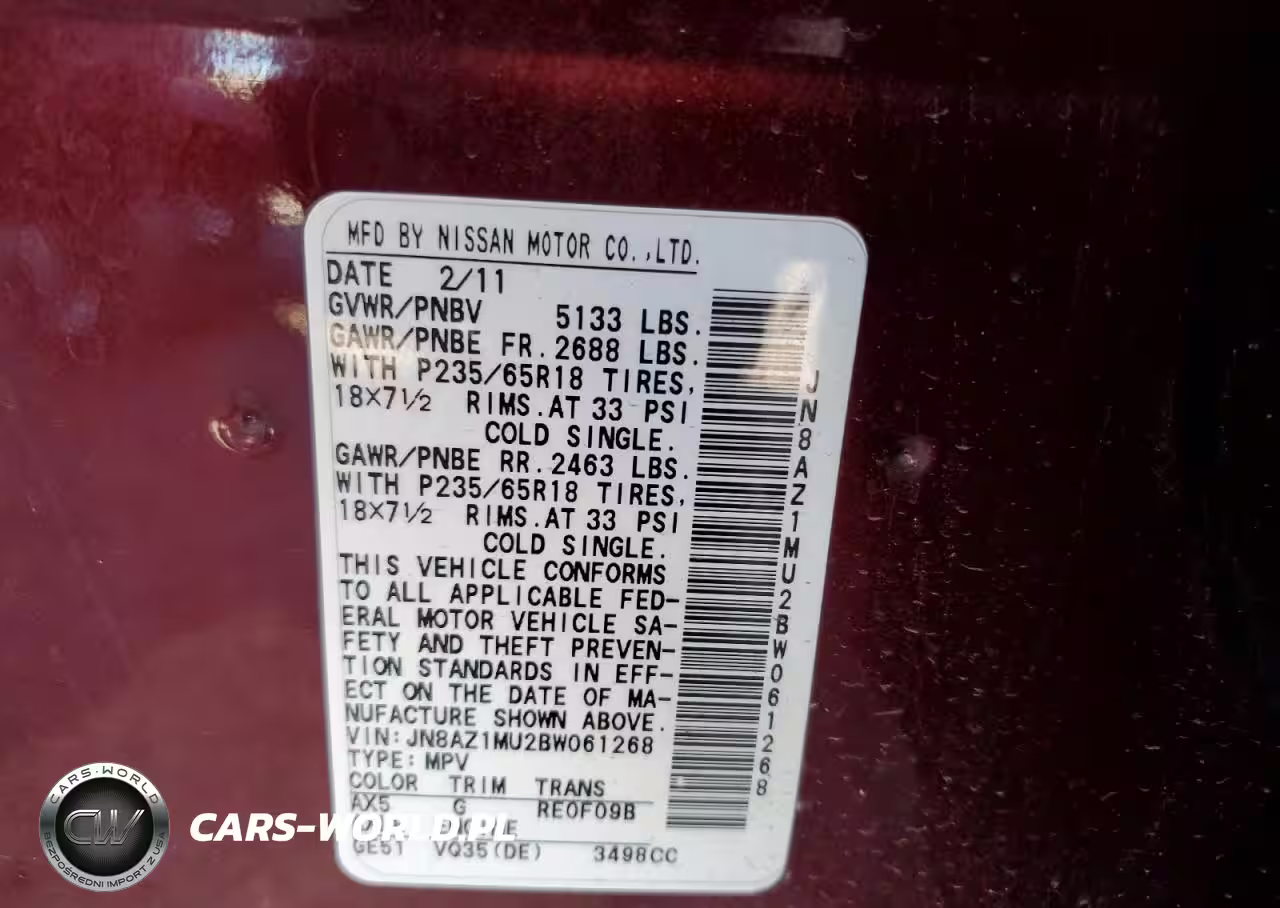 MFD BY NISSAN MOTOR CO.,LTD.
DATE 2/11
GVWR/PNBV 5133 LBS.
GAWR/PNBE FR.2688 LBS.
WITH P235/65R18 TIRES,
18×7½ RIMS.AT 33 PSI
COLD SINGLE.
GAWR/PNBE RR.2463 LBS.
WITH P235/65R18 TIRES,
18×7½ RIMS.AT 33 PSI
COLD SINGLE.
THIS VEHICLE CONFORMS
TO ALL APPLICABLE FED-
ERAL MOTOR VEHICLE SA-
FETY AND THEFT PREVEN-
TION STANDARDS IN EFF-
ECT ON THE DATE OF MA-
NUFACTURE SHOWN ABOVE.
VIN:JN8AZ1MU2BW061268
TYPE:MPV
COLOR TRIM TRANS
AX5 G RE0F09B
GE51 VQ35(DE) 3498CC
JN8AZ1MU2BW061268
CARS-WORLD
CW
BEZPOŚREDNI IMPORT Z USA
CARS-WORLD.PL